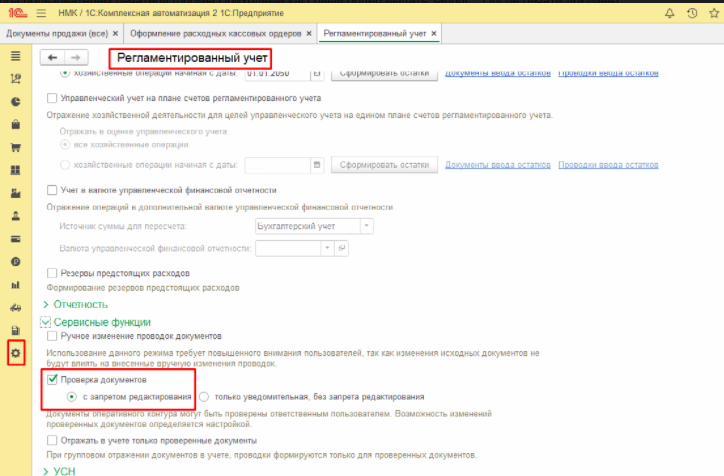 1С НМК / 1С:Комплексная автоматизация 2 1С:Предприятие
Документы продажи (все) × Оформление расходных кассовых ордеров × Регламентированный учет ×
Регламентированный учет
хозяйственные операции начиная с даты: 01.01.2050 Сформировать остатки Документы ввода остатков Проводки ввода остатков
Управленческий учет на плане счетов регламентированного учета
Отражение хозяйственной деятельности для целей управленческого учета на едином плане счетов регламентированного учета.
Отражать в оценке управленческого учета
все хозяйственные операции
хозяйственные операции начиная с даты: Сформировать остатки Документы ввода остатков Проводки ввода остатков
Учет в валюте управленческой финансовой отчетности
Отражение операций в дополнительной валюте управленческой финансовой отчетности
Источник суммы для пересчета: Бухгалтерский учет
Валюта управленческой финансовой отчетности:
Резервы предстоящих расходов
Формирование резервов предстоящих расходов
Отчетность
Сервисные функции
Ручное изменение проводок документов
Использование данного режима требует повышенного внимания пользователей, так как изменения исходных документов не
будут влиять на внесенные вручную изменения проводок.
Проверка документов
с запретом редактирования только уведомительная, без запрета редактирования
Документы оперативного контура могут быть проверены ответственным пользователем. Возможность изменений
проверенных документов определяется настройкой.
Отражать в учете только проверенные документы
При групповом отражении документов в учете, проводки формируются только для проверенных документов.
УСН